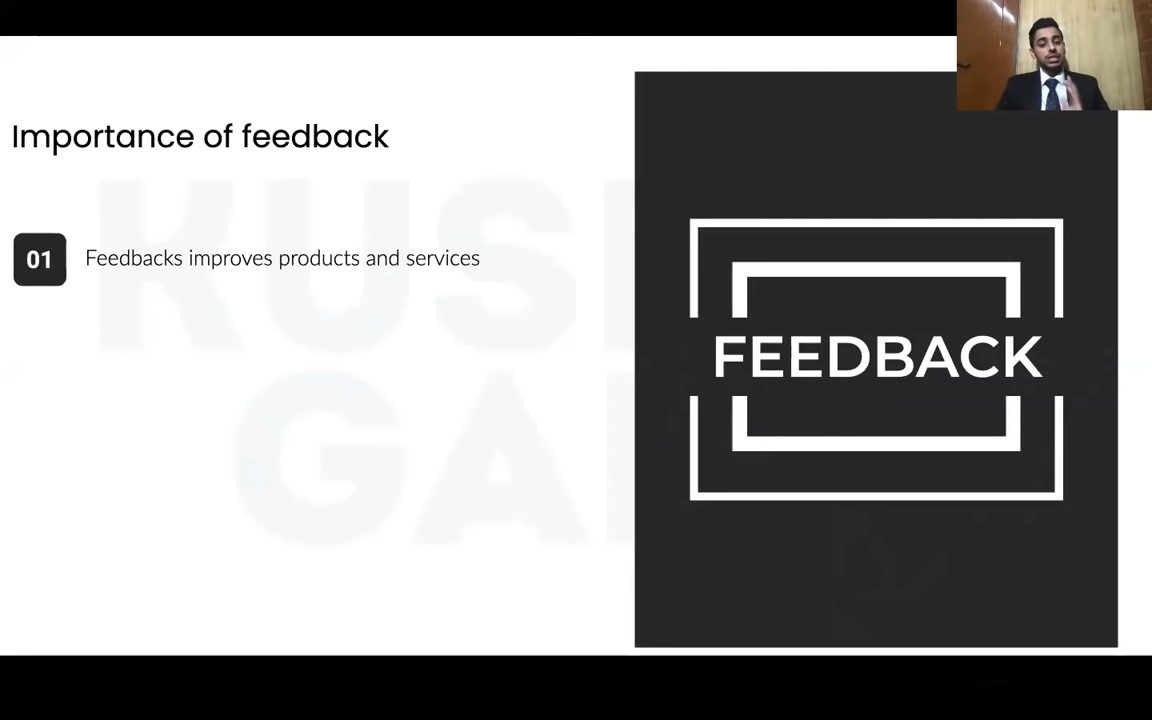 Importance of feedback
01 Feedbacks improves products and services
FEEDBACK